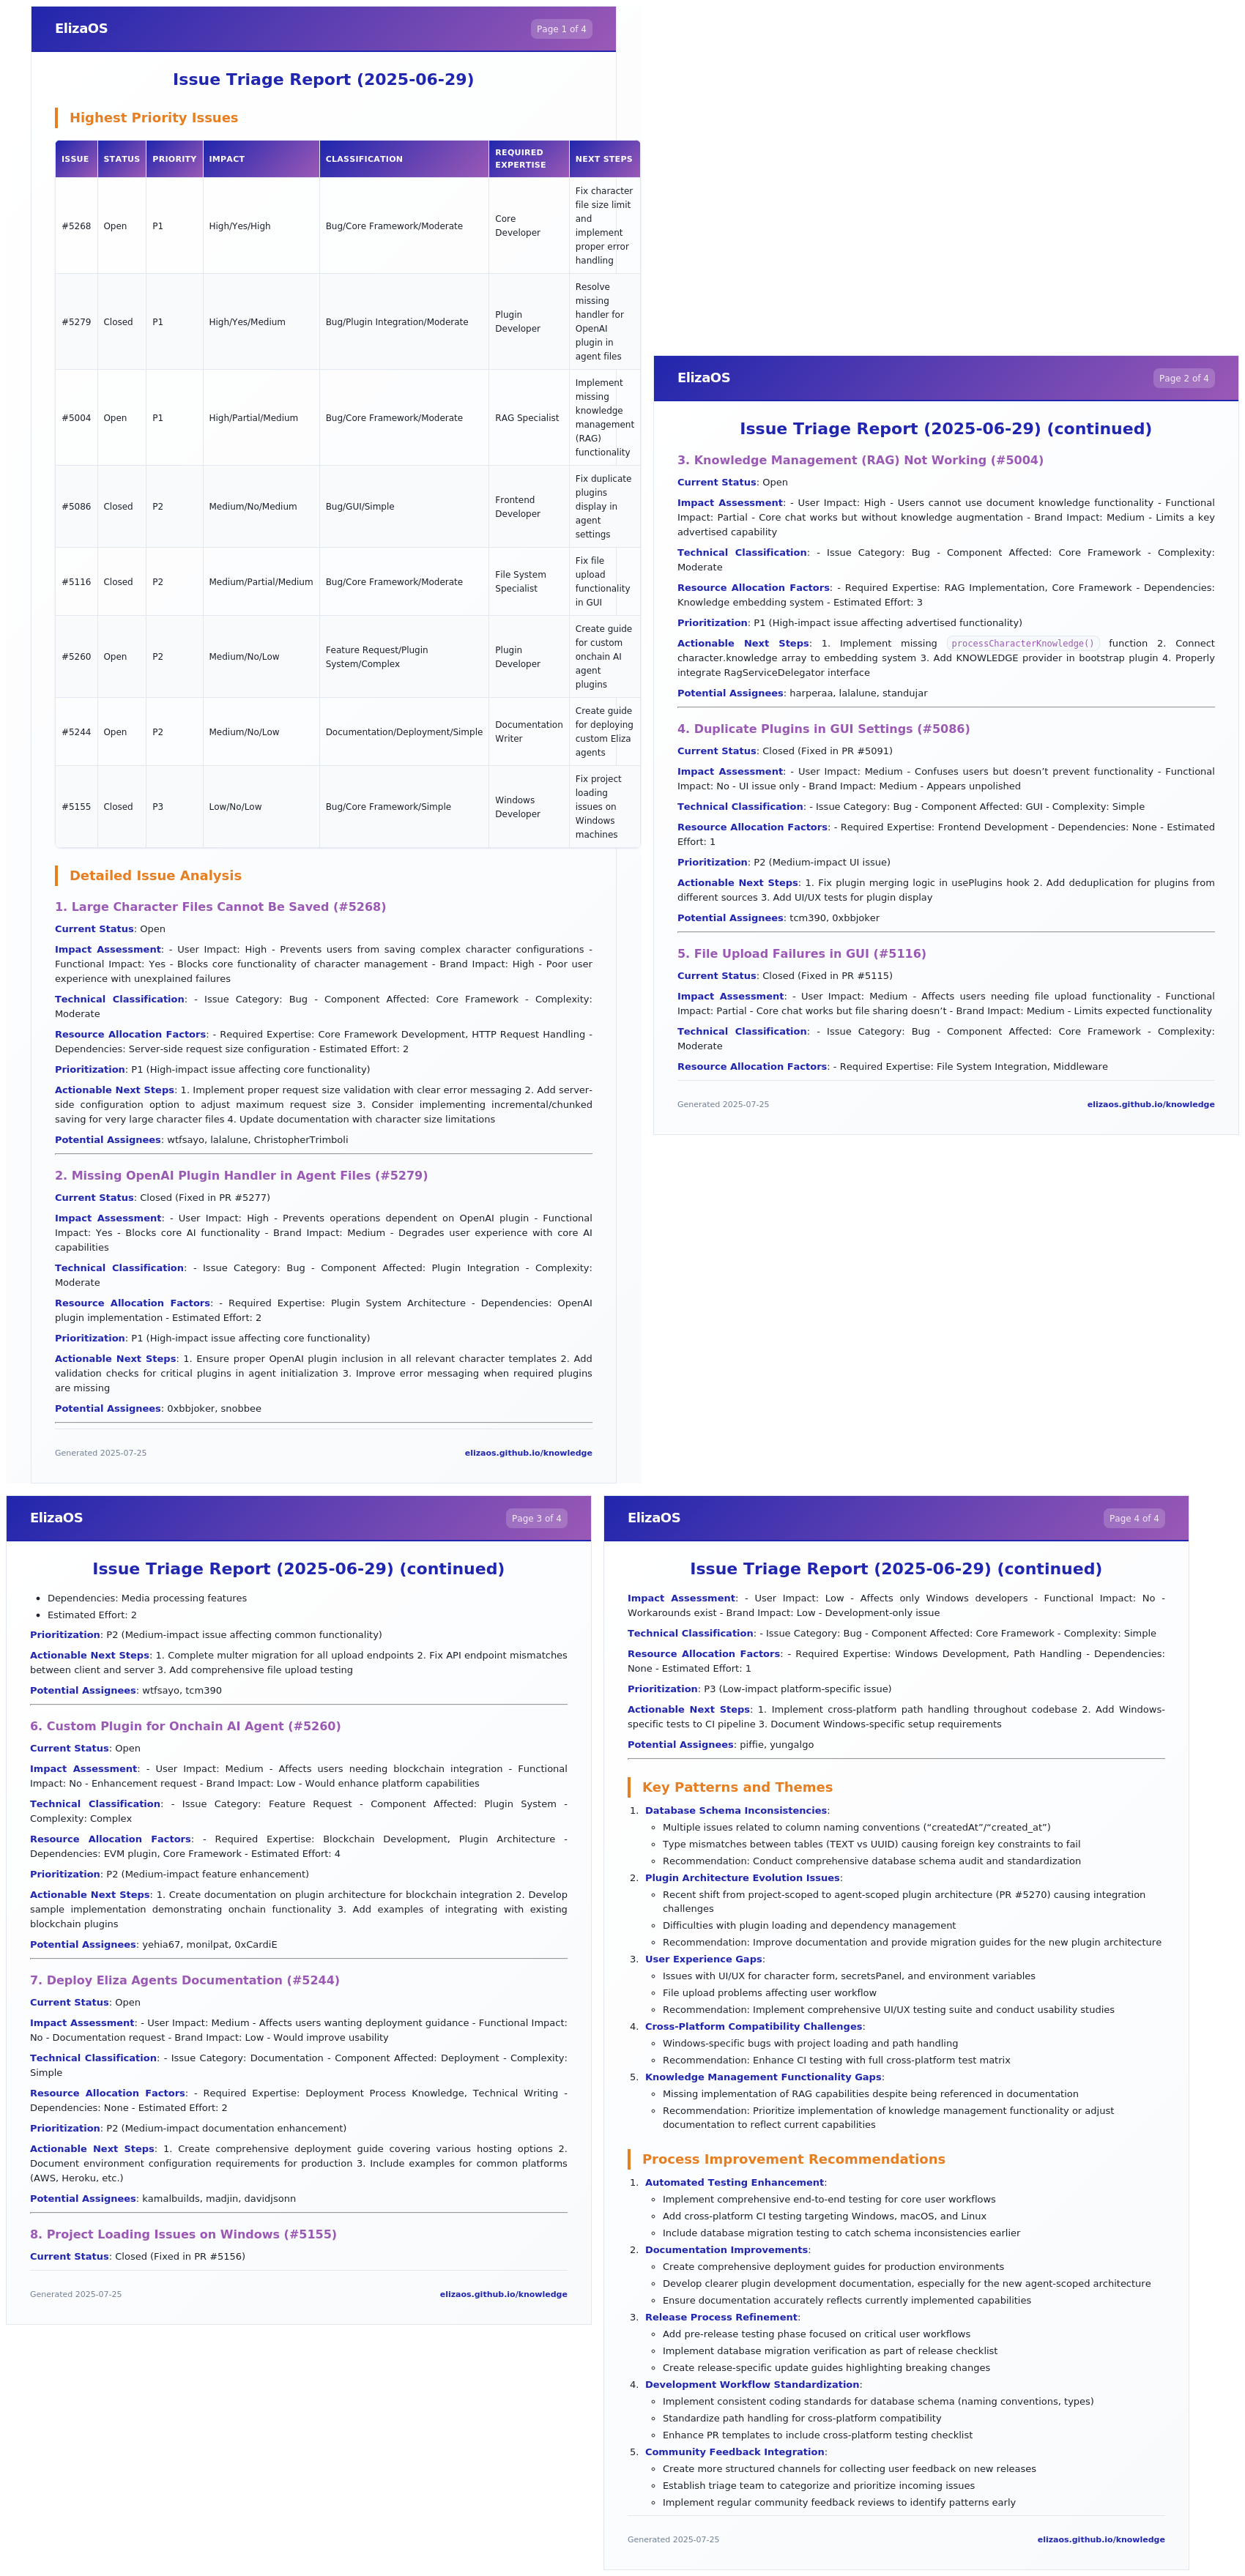 ElizaOS
Page 1 of 4
Issue Triage Report (2025-06-29)
Highest Priority Issues
ISSUE STATUS PRIORITY IMPACT CLASSIFICATION REQUIRED EXPERTISE NEXT STEPS
#5268 Open P1 High/Yes/High Bug/Core Framework/Moderate Core Developer Fix character file size limit and implement proper error handling
#5279 Closed P1 High/Yes/Medium Bug/Plugin Integration/Moderate Plugin Developer Resolve missing handler for OpenAI plugin in agent files
#5004 Open P1 High/Partial/Medium Bug/Core Framework/Moderate RAG Specialist Implement missing knowledge management (RAG) functionality
#5086 Closed P2 Medium/No/Medium Bug/GUI/Simple Frontend Developer Fix duplicate plugins display in agent settings
#5116 Closed P2 Medium/Partial/Medium Bug/Core Framework/Moderate File System Specialist Fix file upload functionality in GUI
#5260 Open P2 Medium/No/Low Feature Request/Plugin System/Complex Plugin Developer Create guide for custom onchain AI agent plugins
#5244 Open P2 Medium/No/Low Documentation/Deployment/Simple Documentation Writer Create guide for deploying custom Eliza agents
#5155 Closed P3 Low/No/Low Bug/Core Framework/Simple Windows Developer Fix project loading issues on Windows machines
Detailed Issue Analysis
1. Large Character Files Cannot Be Saved (#5268)
Current Status: Open
Impact Assessment: - User Impact: High - Prevents users from saving complex character configurations -
Functional Impact: Yes - Blocks core functionality of character management - Brand Impact: High - Poor user
experience with unexplained failures
Technical Classification: - Issue Category: Bug - Component Affected: Core Framework - Complexity:
Moderate
Resource Allocation Factors: - Required Expertise: Core Framework Development, HTTP Request Handling -
Dependencies: Server-side request size configuration - Estimated Effort: 2
Prioritization: P1 (High-impact issue affecting core functionality)
Actionable Next Steps: 1. Implement proper request size validation with clear error messaging 2. Add server-
side configuration option to adjust maximum request size 3. Consider implementing incremental/chunked
saving for very large character files 4. Update documentation with character size limitations
Potential Assignees: wtfsayo, lalalune, ChristopherTrimboli
2. Missing OpenAI Plugin Handler in Agent Files (#5279)
Current Status: Closed (Fixed in PR #5277)
Impact Assessment: - User Impact: High - Prevents operations dependent on OpenAI plugin - Functional
Impact: Yes - Blocks core AI functionality - Brand Impact: Medium - Degrades user experience with core AI
capabilities
Technical Classification: - Issue Category: Bug - Component Affected: Plugin Integration - Complexity:
Moderate
Resource Allocation Factors: - Required Expertise: Plugin System Architecture - Dependencies: OpenAI
plugin implementation - Estimated Effort: 2
Prioritization: P1 (High-impact issue affecting core functionality)
Actionable Next Steps: 1. Ensure proper OpenAI plugin inclusion in all relevant character templates 2. Add
validation checks for critical plugins in agent initialization 3. Improve error messaging when required plugins
are missing
Potential Assignees: 0xbbjoker, snobbee
Generated 2025-07-25
elizaos.github.io/knowledge
ElizaOS
Page 2 of 4
Issue Triage Report (2025-06-29) (continued)
3. Knowledge Management (RAG) Not Working (#5004)
Current Status: Open
Impact Assessment: - User Impact: High - Users cannot use document knowledge functionality - Functional
Impact: Partial - Core chat works but without knowledge augmentation - Brand Impact: Medium - Limits a key
advertised capability
Technical Classification: - Issue Category: Bug - Component Affected: Core Framework - Complexity:
Moderate
Resource Allocation Factors: - Required Expertise: RAG Implementation, Core Framework - Dependencies:
Knowledge embedding system - Estimated Effort: 3
Prioritization: P1 (High-impact issue affecting advertised functionality)
Actionable Next Steps: 1. Implement missing processCharacterKnowledge() function 2. Connect
character.knowledge array to embedding system 3. Add KNOWLEDGE provider in bootstrap plugin 4. Properly
integrate RagServiceDelegator interface
Potential Assignees: harperaa, lalalune, standujar
4. Duplicate Plugins in GUI Settings (#5086)
Current Status: Closed (Fixed in PR #5091)
Impact Assessment: - User Impact: Medium - Confuses users but doesn’t prevent functionality - Functional
Impact: No - UI issue only - Brand Impact: Medium - Appears unpolished
Technical Classification: - Issue Category: Bug - Component Affected: GUI - Complexity: Simple
Resource Allocation Factors: - Required Expertise: Frontend Development - Dependencies: None - Estimated
Effort: 1
Prioritization: P2 (Medium-impact UI issue)
Actionable Next Steps: 1. Fix plugin merging logic in usePlugins hook 2. Add deduplication for plugins from
different sources 3. Add UI/UX tests for plugin display
Potential Assignees: tcm390, 0xbbjoker
5. File Upload Failures in GUI (#5116)
Current Status: Closed (Fixed in PR #5115)
Impact Assessment: - User Impact: Medium - Affects users needing file upload functionality - Functional
Impact: Partial - Core chat works but file sharing doesn’t - Brand Impact: Medium - Limits expected functionality
Technical Classification: - Issue Category: Bug - Component Affected: Core Framework - Complexity:
Moderate
Resource Allocation Factors: - Required Expertise: File System Integration, Middleware
Generated 2025-07-25
elizaos.github.io/knowledge
ElizaOS
Page 3 of 4
Issue Triage Report (2025-06-29) (continued)
• Dependencies: Media processing features
• Estimated Effort: 2
Prioritization: P2 (Medium-impact issue affecting common functionality)
Actionable Next Steps: 1. Complete multer migration for all upload endpoints 2. Fix API endpoint mismatches
between client and server 3. Add comprehensive file upload testing
Potential Assignees: wtfsayo, tcm390
6. Custom Plugin for Onchain AI Agent (#5260)
Current Status: Open
Impact Assessment: - User Impact: Medium - Affects users needing blockchain integration - Functional
Impact: No - Enhancement request - Brand Impact: Low - Would enhance platform capabilities
Technical Classification: - Issue Category: Feature Request - Component Affected: Plugin System -
Complexity: Complex
Resource Allocation Factors: - Required Expertise: Blockchain Development, Plugin Architecture -
Dependencies: EVM plugin, Core Framework - Estimated Effort: 4
Prioritization: P2 (Medium-impact feature enhancement)
Actionable Next Steps: 1. Create documentation on plugin architecture for blockchain integration 2. Develop
sample implementation demonstrating onchain functionality 3. Add examples of integrating with existing
blockchain plugins
Potential Assignees: yehia67, monilpat, 0xCardiE
7. Deploy Eliza Agents Documentation (#5244)
Current Status: Open
Impact Assessment: - User Impact: Medium - Affects users wanting deployment guidance - Functional Impact:
No - Documentation request - Brand Impact: Low - Would improve usability
Technical Classification: - Issue Category: Documentation - Component Affected: Deployment - Complexity:
Simple
Resource Allocation Factors: - Required Expertise: Deployment Process Knowledge, Technical Writing -
Dependencies: None - Estimated Effort: 2
Prioritization: P2 (Medium-impact documentation enhancement)
Actionable Next Steps: 1. Create comprehensive deployment guide covering various hosting options 2.
Document environment configuration requirements for production 3. Include examples for common platforms
(AWS, Heroku, etc.)
Potential Assignees: kamalbuilds, madjin, davidjsonn
8. Project Loading Issues on Windows (#5155)
Current Status: Closed (Fixed in PR #5156)
Generated 2025-07-25
elizaos.github.io/knowledge
ElizaOS
Page 4 of 4
Issue Triage Report (2025-06-29) (continued)
Impact Assessment: - User Impact: Low - Affects only Windows developers - Functional Impact: No -
Workarounds exist - Brand Impact: Low - Development-only issue
Technical Classification: - Issue Category: Bug - Component Affected: Core Framework - Complexity: Simple
Resource Allocation Factors: - Required Expertise: Windows Development, Path Handling - Dependencies:
None - Estimated Effort: 1
Prioritization: P3 (Low-impact platform-specific issue)
Actionable Next Steps: 1. Implement cross-platform path handling throughout codebase 2. Add Windows-
specific tests to CI pipeline 3. Document Windows-specific setup requirements
Potential Assignees: piffie, yungalgo
Key Patterns and Themes
1. Database Schema Inconsistencies:
◦ Multiple issues related to column naming conventions (“createdAt”/“created_at”)
◦ Type mismatches between tables (TEXT vs UUID) causing foreign key constraints to fail
◦ Recommendation: Conduct comprehensive database schema audit and standardization
2. Plugin Architecture Evolution Issues:
◦ Recent shift from project-scoped to agent-scoped plugin architecture (PR #5270) causing integration
challenges
◦ Difficulties with plugin loading and dependency management
◦ Recommendation: Improve documentation and provide migration guides for the new plugin architecture
3. User Experience Gaps:
◦ Issues with UI/UX for character form, secretsPanel, and environment variables
◦ File upload problems affecting user workflow
◦ Recommendation: Implement comprehensive UI/UX testing suite and conduct usability studies
4. Cross-Platform Compatibility Challenges:
◦ Windows-specific bugs with project loading and path handling
◦ Recommendation: Enhance CI testing with full cross-platform test matrix
5. Knowledge Management Functionality Gaps:
◦ Missing implementation of RAG capabilities despite being referenced in documentation
◦ Recommendation: Prioritize implementation of knowledge management functionality or adjust
documentation to reflect current capabilities
Process Improvement Recommendations
1. Automated Testing Enhancement:
◦ Implement comprehensive end-to-end testing for core user workflows
◦ Add cross-platform CI testing targeting Windows, macOS, and Linux
◦ Include database migration testing to catch schema inconsistencies earlier
2. Documentation Improvements:
◦ Create comprehensive deployment guides for production environments
◦ Develop clearer plugin development documentation, especially for the new agent-scoped architecture
◦ Ensure documentation accurately reflects currently implemented capabilities
3. Release Process Refinement:
◦ Add pre-release testing phase focused on critical user workflows
◦ Implement database migration verification as part of release checklist
◦ Create release-specific update guides highlighting breaking changes
4. Development Workflow Standardization:
◦ Implement consistent coding standards for database schema (naming conventions, types)
◦ Standardize path handling for cross-platform compatibility
◦ Enhance PR templates to include cross-platform testing checklist
5. Community Feedback Integration:
◦ Create more structured channels for collecting user feedback on new releases
◦ Establish triage team to categorize and prioritize incoming issues
◦ Implement regular community feedback reviews to identify patterns early
Generated 2025-07-25
elizaos.github.io/knowledge